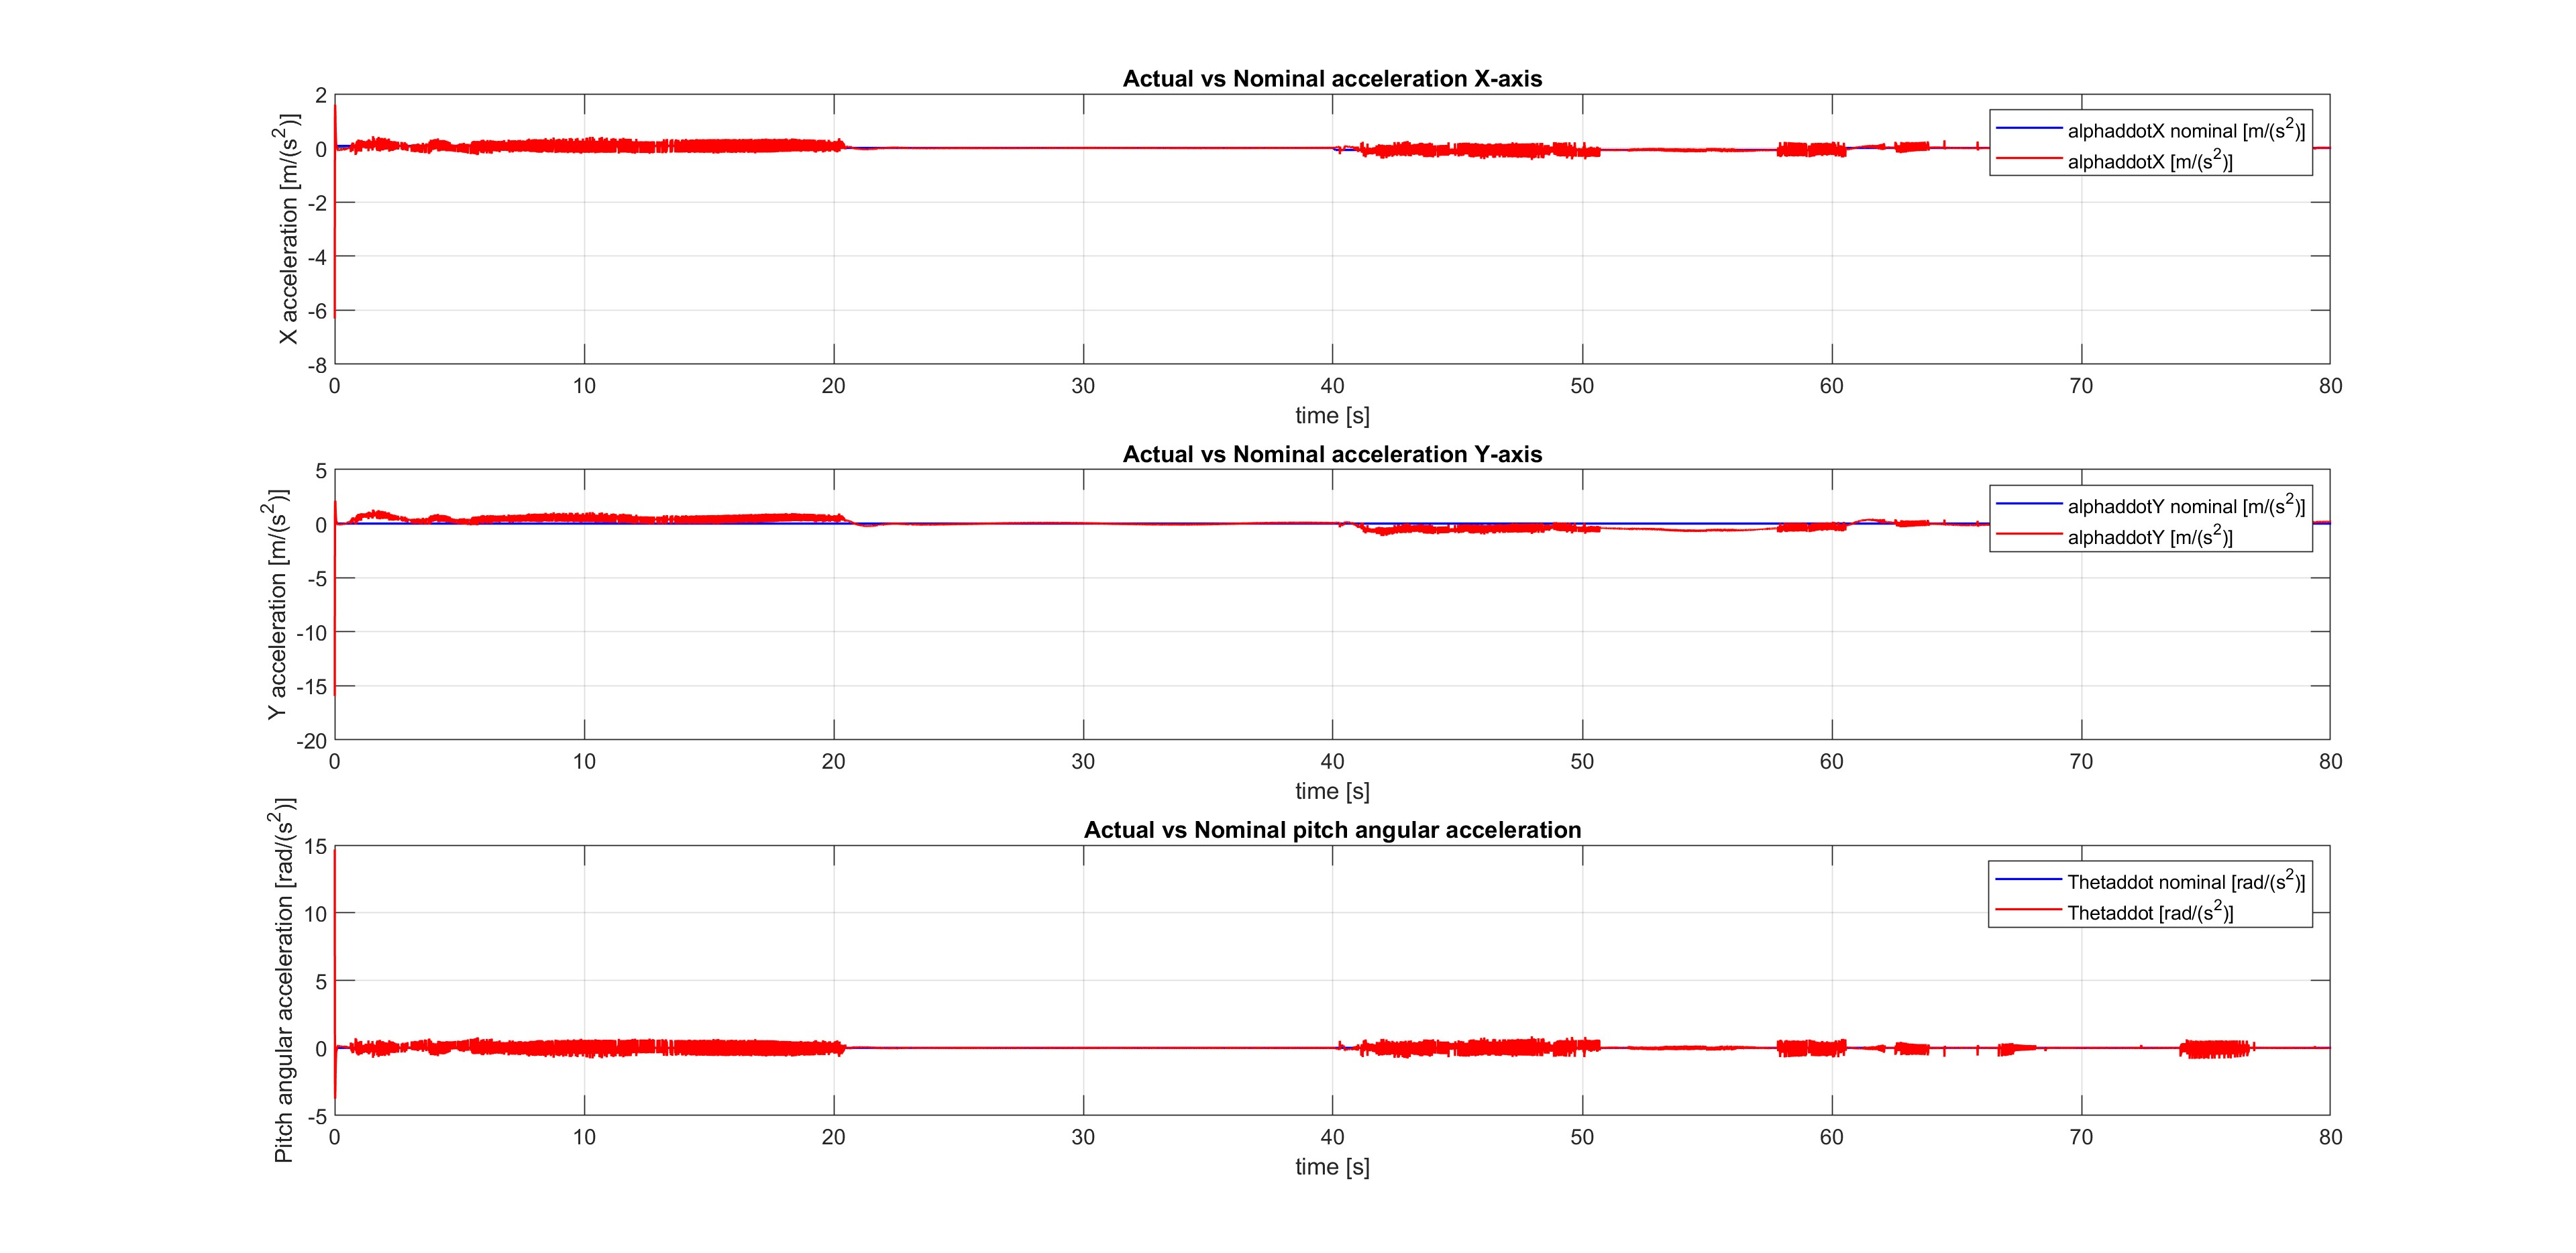 Actual vs Nominal acceleration X-axis
X acceleration [m/(s²)]
2
0
-2
-4
-6
-8
alphaddotX nominal [m/(s²)]
alphaddotX [m/(s²)]
0 10 20 30 40 50 60 70 80
time [s]
Actual vs Nominal acceleration Y-axis
Y acceleration [m/(s²)]
5
0
-5
-10
-15
-20
alphaddotY nominal [m/(s²)]
alphaddotY [m/(s²)]
0 10 20 30 40 50 60 70 80
time [s]
Actual vs Nominal pitch angular acceleration
Pitch angular acceleration [rad/(s²)]
15
10
5
0
-5
Thetaddot nominal [rad/(s²)]
Thetaddot [rad/(s²)]
0 10 20 30 40 50 60 70 80
time [s]